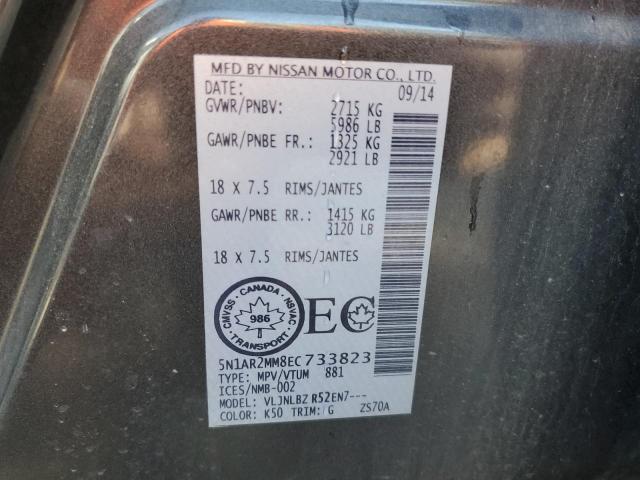 MFD BY NISSAN MOTOR CO., LTD.
DATE: 09/14
GVWR/PNBV: 2715 KG
5986 LB
GAWR/PNBE FR.: 1325 KG
2921 LB
18 X 7.5 RIMS/JANTES
GAWR/PNBE RR.: 1415 KG
3120 LB
18 X 7.5 RIMS/JANTES
CMVSS · CANADA · NSVAC
986
TRANSPORT
EC
5N1AR2MM8EC733823
TYPE: MPV/VTUM 881
ICES/NMB-002
MODEL: VLJNLBZ R52EN7---
COLOR: K50 TRIM: G ZS70A